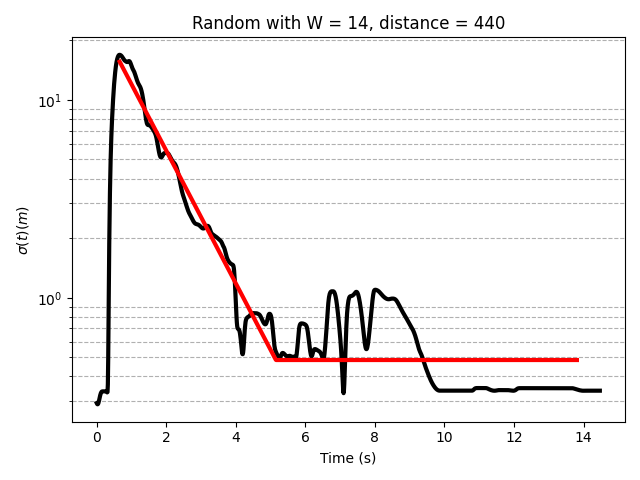 Random with W = 14, distance = 440
σ(t)(m)
10¹
10⁰
0 2 4 6 8 10 12 14
Time (s)